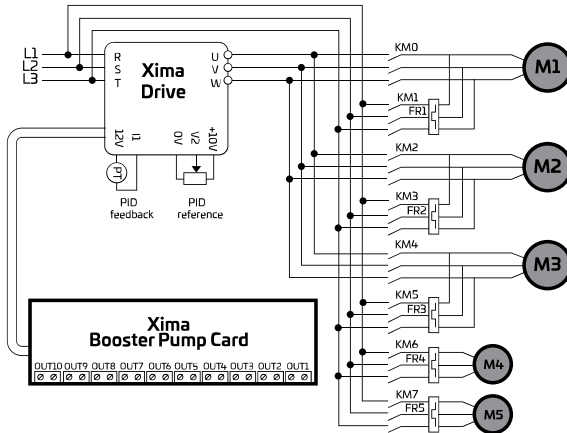 L1
L2
L3
R
S
T
Xima
Drive
U
V
W
12V
I1
0V
V2
+10V
PT
PID
feedback
PID
reference
KM0
M1
KM1
FR1
KM2
M2
KM3
FR2
KM4
M3
KM5
FR3
KM6
FR4
M4
KM7
FR5
M5
Xima
Booster Pump Card
OUT10 OUT9 OUT8 OUT7 OUT6 OUT5 OUT4 OUT3 OUT2 OUT1